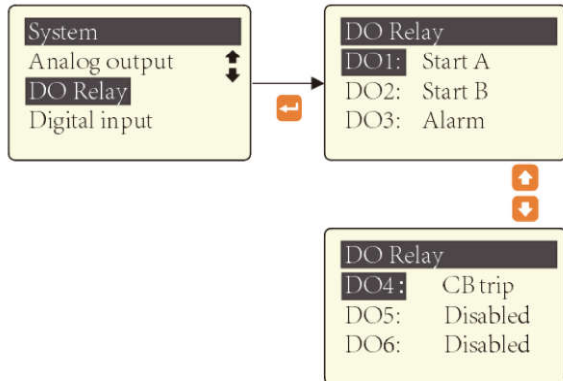 System
Analog output
DO Relay
Digital input
DO Relay
DO1: Start A
DO2: Start B
DO3: Alarm
DO Relay
DO4: CB trip
DO5: Disabled
DO6: Disabled